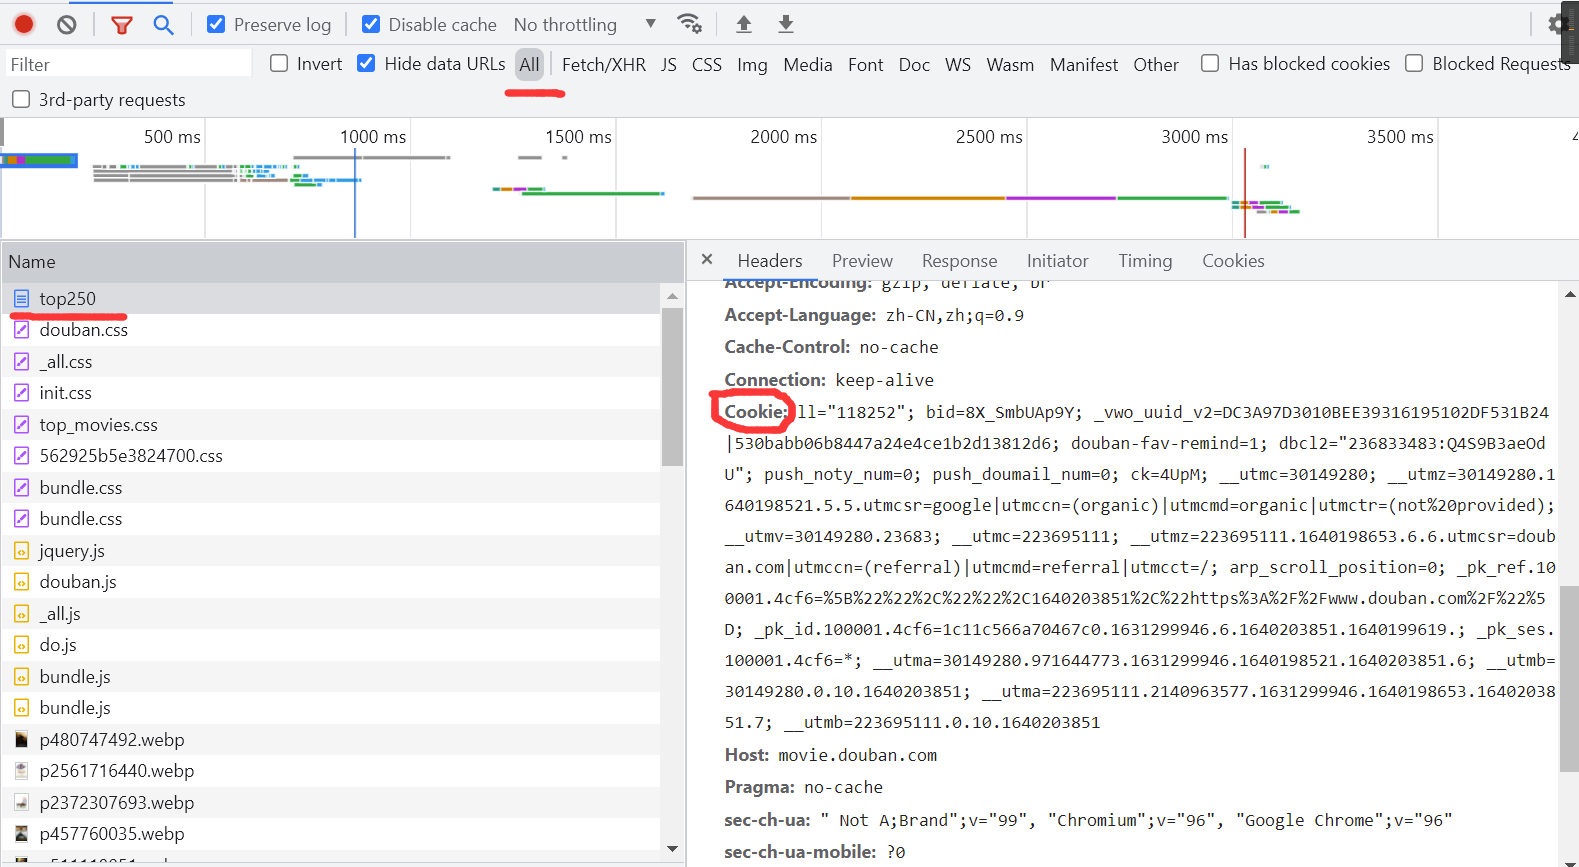 Preserve log Disable cache No throttling
Filter Invert Hide data URLs All Fetch/XHR JS CSS Img Media Font Doc WS Wasm Manifest Other Has blocked cookies Blocked Requests
3rd-party requests
500 ms 1000 ms 1500 ms 2000 ms 2500 ms 3000 ms 3500 ms 4
Name
top250
douban.css
_all.css
init.css
top_movies.css
562925b5e3824700.css
bundle.css
bundle.css
jquery.js
douban.js
_all.js
do.js
bundle.js
bundle.js
p480747492.webp
p2561716440.webp
p2372307693.webp
p457760035.webp
× Headers Preview Response Initiator Timing Cookies
Accept-Encoding: gzip, deflate, br
Accept-Language: zh-CN,zh;q=0.9
Cache-Control: no-cache
Connection: keep-alive
Cookie: ll="118252"; bid=8X_SmbUAp9Y; _vwo_uuid_v2=DC3A97D3010BEE39316195102DF531B24
|530babb06b8447a24e4ce1b2d13812d6; douban-fav-remind=1; dbcl2="236833483:Q4S9B3aeOd
U"; push_noty_num=0; push_doumail_num=0; ck=4UpM; __utmc=30149280; __utmz=30149280.1
640198521.5.5.utmcsr=google|utmccn=(organic)|utmcmd=organic|utmctr=(not%20provided);
__utmv=30149280.23683; __utmc=223695111; __utmz=223695111.1640198653.6.6.utmcsr=doub
an.com|utmccn=(referral)|utmcmd=referral|utmcct=/; arp_scroll_position=0; _pk_ref.10
0001.4cf6=%5B%22%22%2C%22%22%2C1640203851%2C%22https%3A%2F%2Fwww.douban.com%2F%22%5
D; _pk_id.100001.4cf6=1c11c566a70467c0.1631299946.6.1640203851.1640199619.; _pk_ses.
100001.4cf6=*; __utma=30149280.971644773.1631299946.1640198521.1640203851.6; __utmb=
30149280.0.10.1640203851; __utma=223695111.2140963577.1631299946.1640198653.16402038
51.7; __utmb=223695111.0.10.1640203851
Host: movie.douban.com
Pragma: no-cache
sec-ch-ua: " Not A;Brand";v="99", "Chromium";v="96", "Google Chrome";v="96"
sec-ch-ua-mobile: ?0